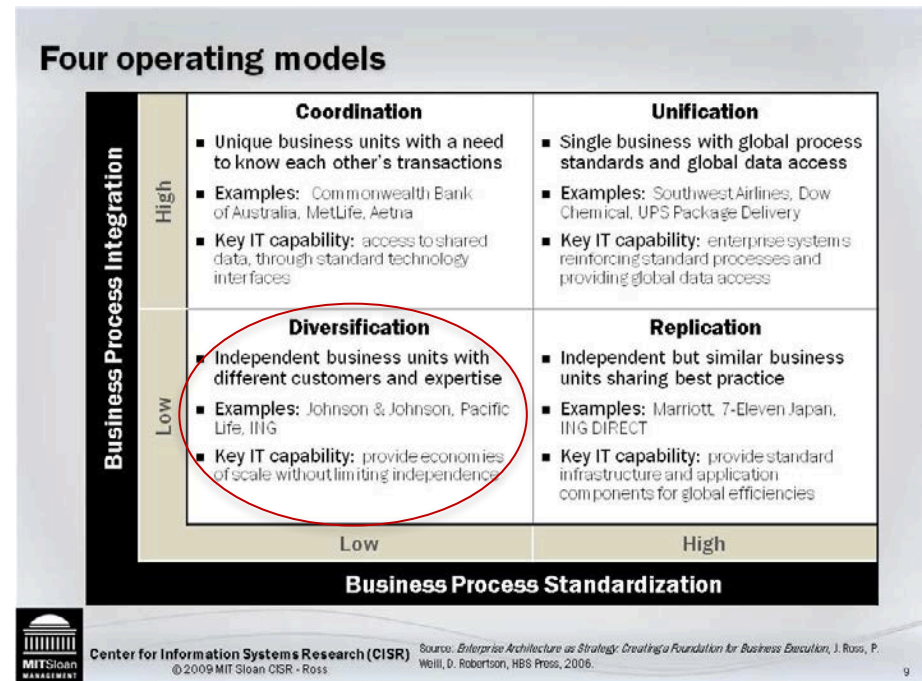 Four operating models
Business Process Integration
High
Coordination
■ Unique business units with a need
to know each other's transactions
■ Examples: Commonwealth Bank
of Australia, MetLife, Aetna
■ Key IT capability: access to shared
data, through standard technology
interfaces
Unification
■ Single business with global process
standards and global data access
■ Examples: Southwest Airlines, Dow
Chemical, UPS Package Delivery
■ Key IT capability: enterprise systems
reinforcing standard processes and
providing global data access
Low
Diversification
■ Independent business units with
different customers and expertise
■ Examples: Johnson & Johnson, Pacific
Life, ING
■ Key IT capability: provide economies
of scale without limiting independence
Replication
■ Independent but similar business
units sharing best practice
■ Examples: Marriott, 7-Eleven Japan,
ING DIRECT
■ Key IT capability: provide standard
infrastructure and application
components for global efficiencies
Low
High
Business Process Standardization
MITSloan
MANAGEMENT
Center for Information Systems Research (CISR)
© 2009 MIT Sloan CISR - Ross
Source: Enterprise Architecture as Strategy: Creating a Foundation for Business Execution, J. Ross, P.
Weill, D. Robertson, HBS Press, 2006.
9